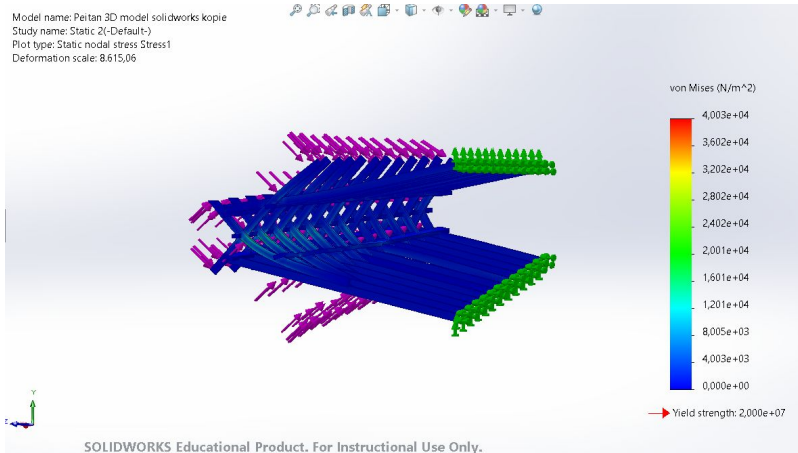 Model name: Peitan 3D model solidworks kopie
Study name: Static 2(-Default-)
Plot type: Static nodal stress Stress1
Deformation scale: 8.615,06
von Mises (N/m^2)
4,003e+04
3,602e+04
3,202e+04
2,802e+04
2,402e+04
2,001e+04
1,601e+04
1,201e+04
8,005e+03
4,003e+03
0,000e+00
Yield strength: 2,000e+07
Y
Z
SOLIDWORKS Educational Product. For Instructional Use Only.